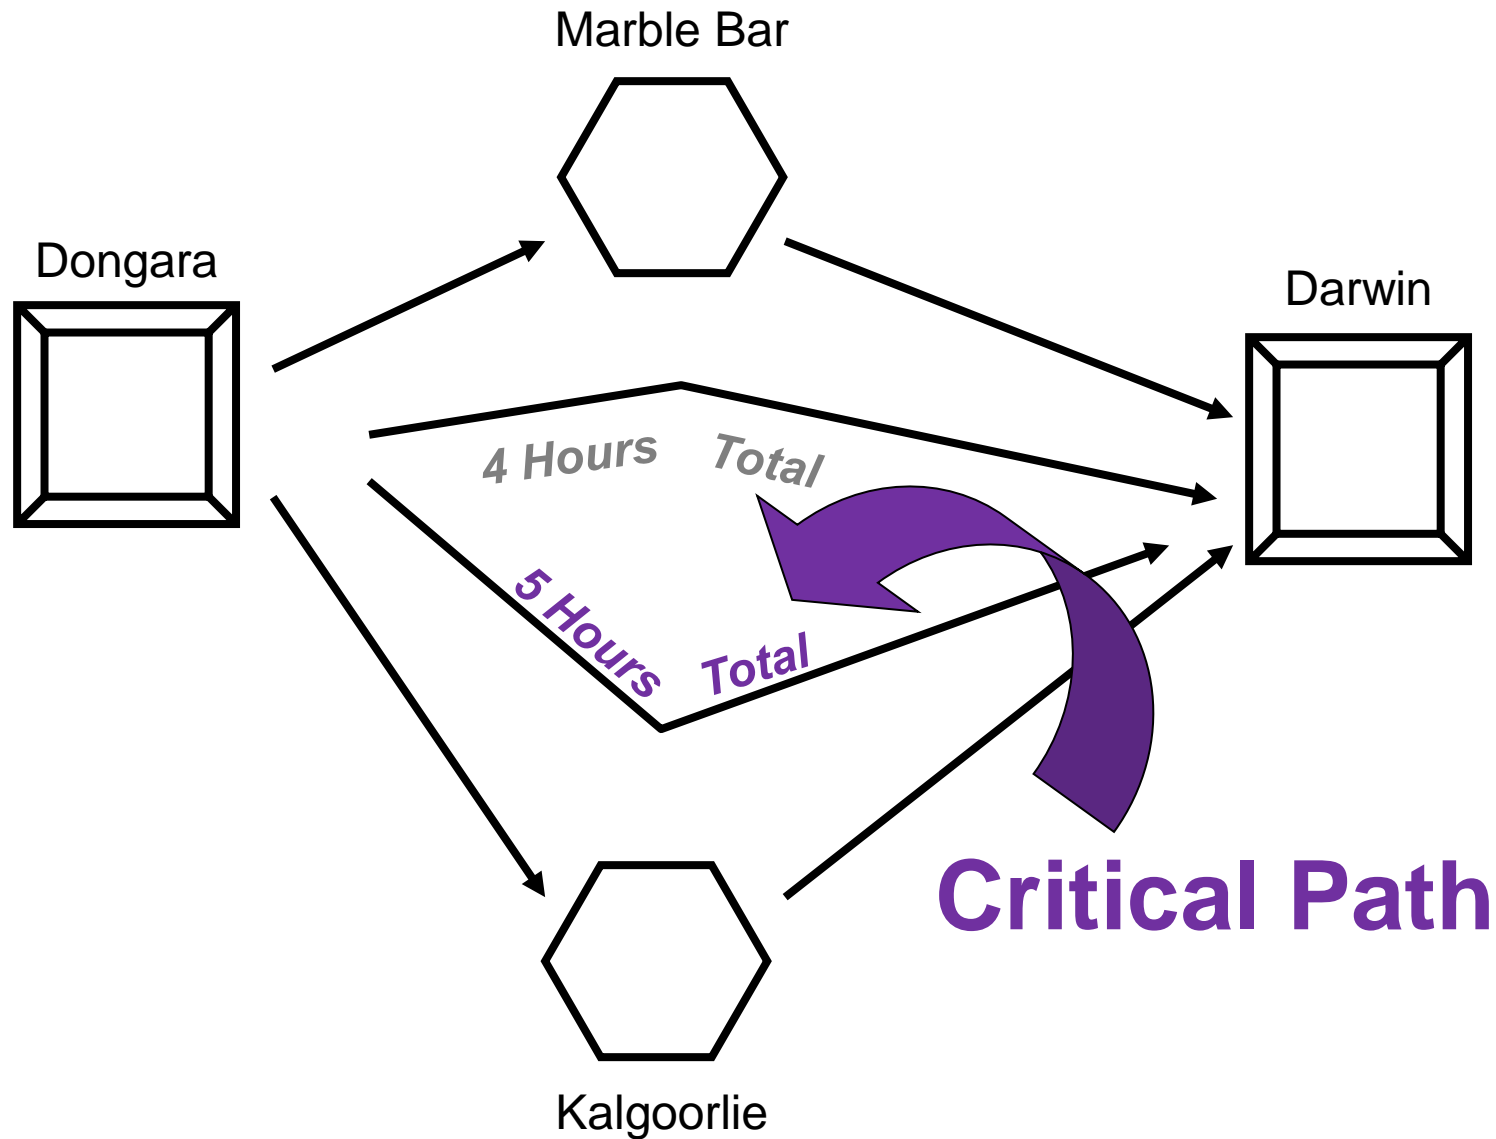 Marble Bar
Dongara
Darwin
4 Hours Total
5 Hours Total
Critical Path
Kalgoorlie